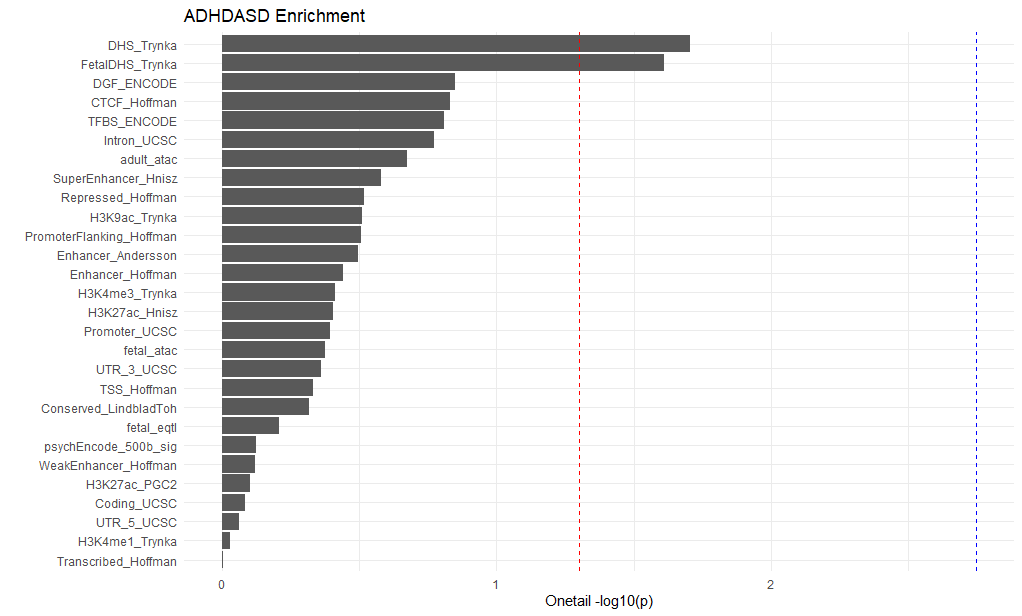 ADHDASD Enrichment
DHS_Trynka
FetalDHS_Trynka
DGF_ENCODE
CTCF_Hoffman
TFBS_ENCODE
Intron_UCSC
adult_atac
SuperEnhancer_Hnisz
Repressed_Hoffman
H3K9ac_Trynka
PromoterFlanking_Hoffman
Enhancer_Andersson
Enhancer_Hoffman
H3K4me3_Trynka
H3K27ac_Hnisz
Promoter_UCSC
fetal_atac
UTR_3_UCSC
TSS_Hoffman
Conserved_LindbladToh
fetal_eqtl
psychEncode_500b_sig
WeakEnhancer_Hoffman
H3K27ac_PGC2
Coding_UCSC
UTR_5_UCSC
H3K4me1_Trynka
Transcribed_Hoffman
0 1 2
Onetail -log10(p)